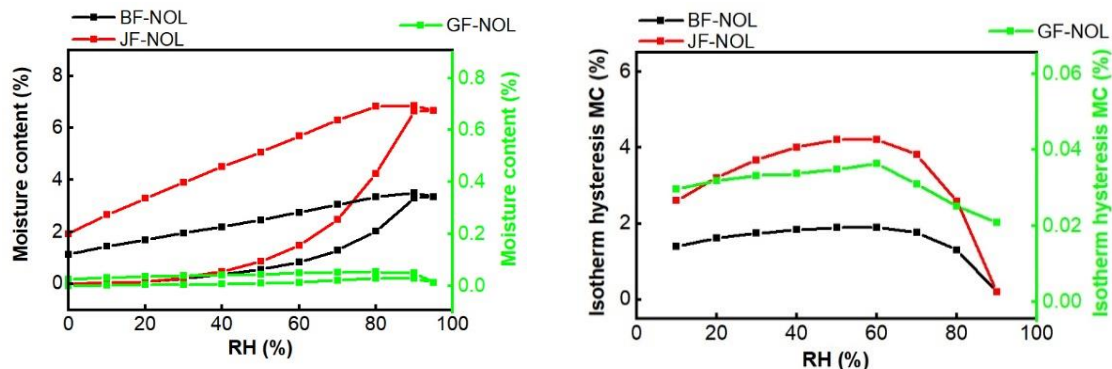 BF-NOL
JF-NOL
GF-NOL
Moisture content (%)
8
6
4
2
0
0.8
0.6
0.4
0.2
0.0
Moisture content (%)
0 20 40 60 80 100
RH (%)
BF-NOL
JF-NOL
GF-NOL
Isotherm hysteresis MC (%)
6
4
2
0
0.06
0.04
0.02
0.00
Isotherm hysteresis MC (%)
0 20 40 60 80 100
RH (%)